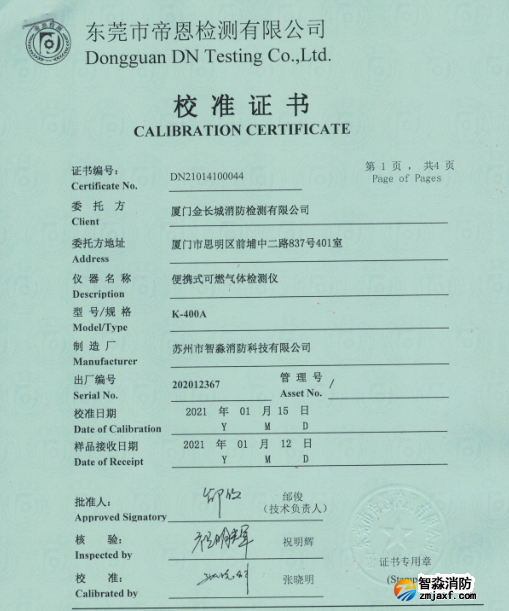 东莞市帝恩检测有限公司
Dongguan DN Testing Co.,Ltd.
校准证书
CALIBRATION CERTIFICATE
证书编号:
DN21014100044
第 1 页 , 共4 页
Certificate No.
Page of Pages
委托方
厦门金长城消防检测有限公司
Client
委托方地址
厦门市思明区前埔中二路837号401室
Address
仪器名称
便携式可燃气体检测仪
Description
型号/规格
K-400A
Model/Type
制造厂
苏州市智淼消防科技有限公司
Manufacturer
出厂编号
202012367
管理号
/
Serial No.
Asset No.
校准日期
2021 年 01 月 15 日
Date of Calibration
Y M D
样品接收日期
2021 年 01 月 12 日
Date of Receipt
Y M D
批准人:
邰俊
Approved Signatory
(技术负责人)
核 验:
祝明辉
Inspected by
证书专用章
校 准:
张晓明
(Stamp)
Calibrated by
智淼消防
zmjaxf.com